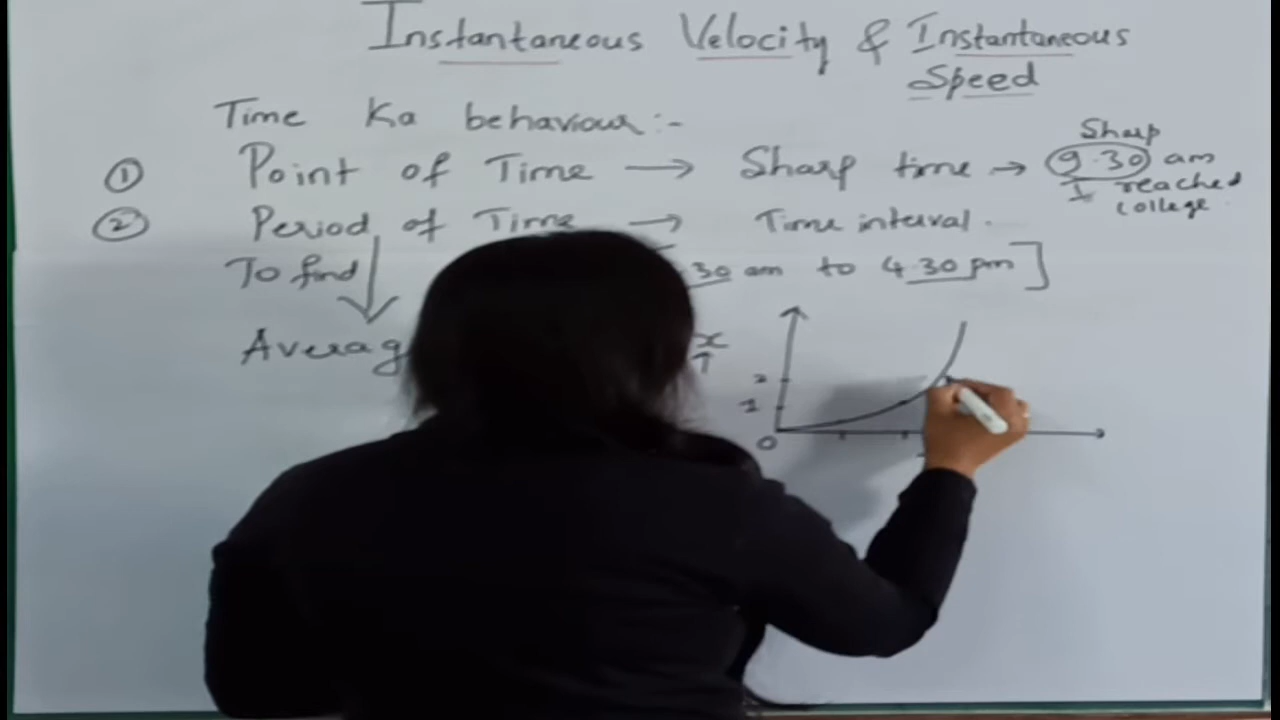 Instantaneous Velocity & Instantaneous
Speed
Time Ka behaviour:-
① Point of Time → Sharp time → 9.30 am
Sharp
I reached
college
② Period of Time → Time interval.
To find 30 am to 4.30 pm]
x
2
1
0